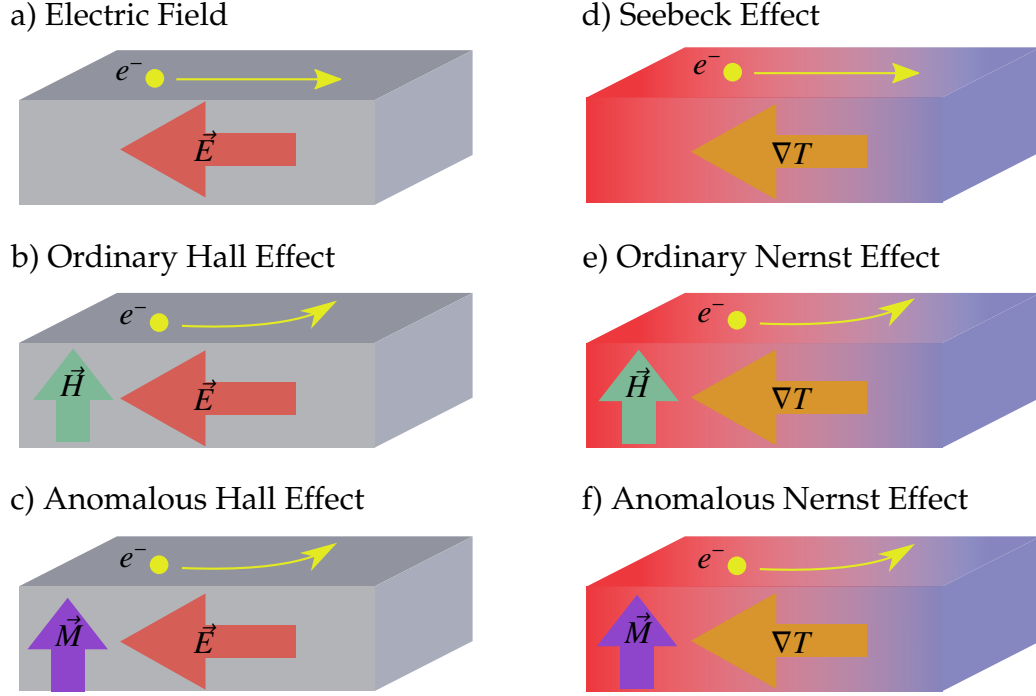 a) Electric Field
e⁻
E⃗
b) Ordinary Hall Effect
e⁻
H⃗
E⃗
c) Anomalous Hall Effect
e⁻
M⃗
E⃗
d) Seebeck Effect
e⁻
∇T
e) Ordinary Nernst Effect
e⁻
H⃗
∇T
f) Anomalous Nernst Effect
e⁻
M⃗
∇T